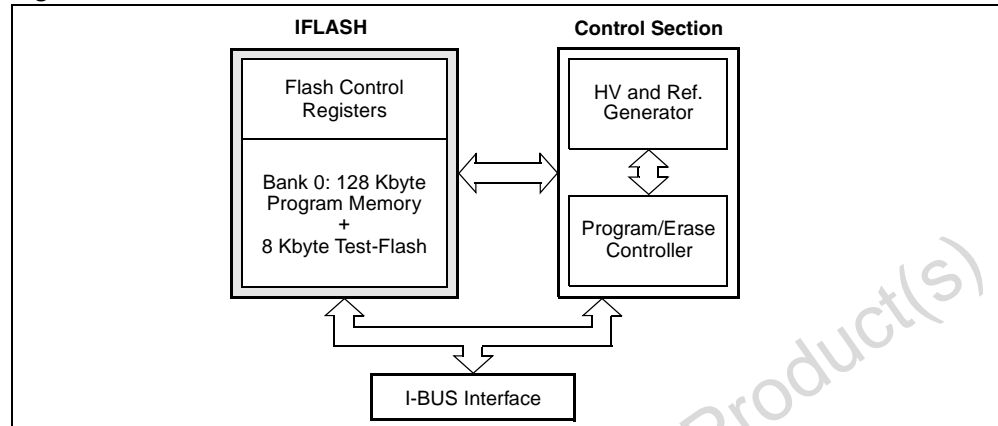 IFLASH
Control Section
Flash Control
Registers
Bank 0: 128 Kbyte
Program Memory
+
8 Kbyte Test-Flash
HV and Ref.
Generator
Program/Erase
Controller
I-BUS Interface
Product(s)